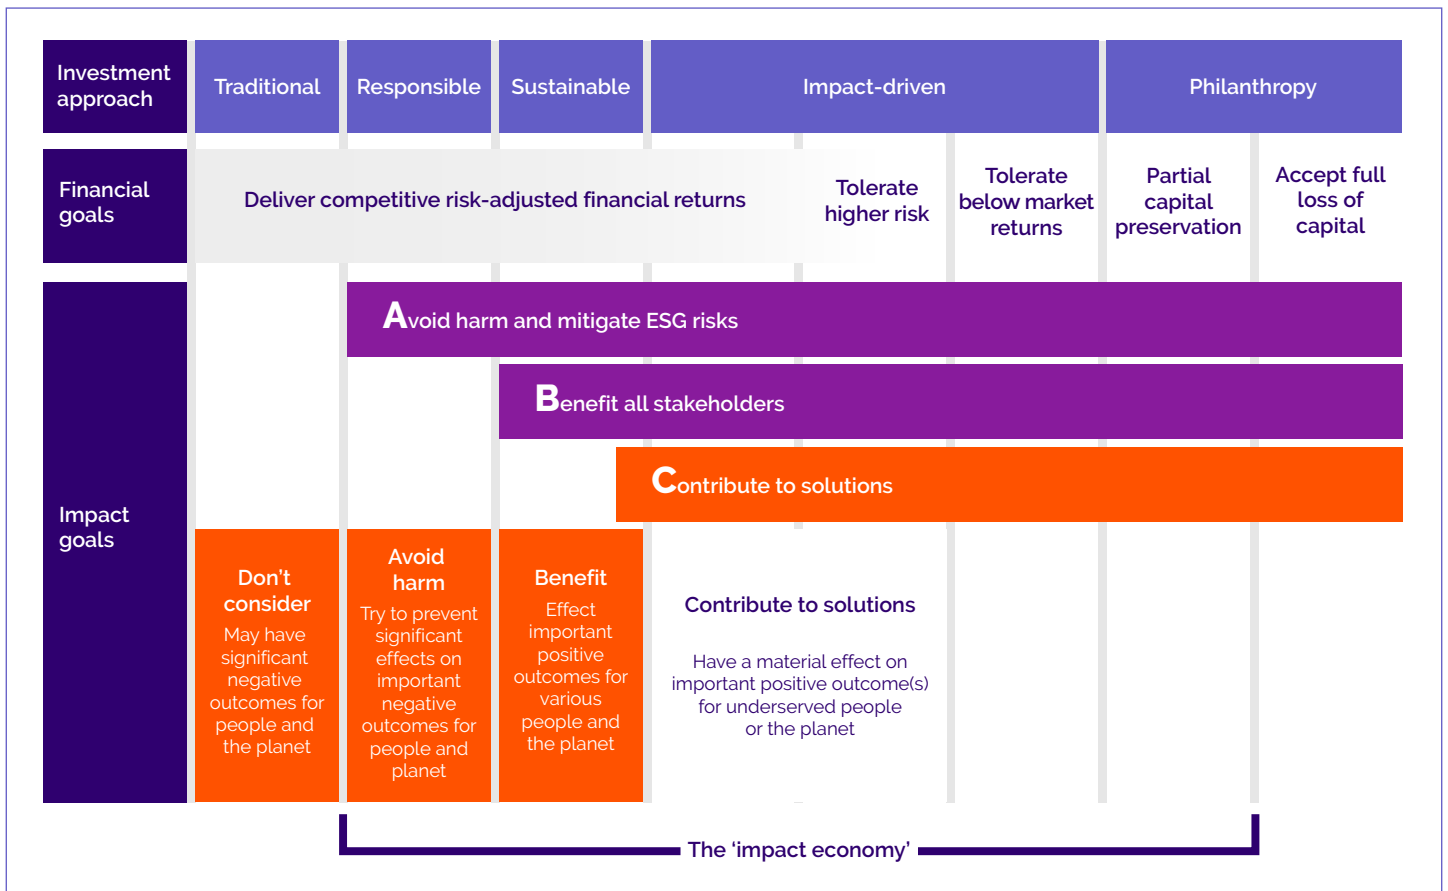 Investment
approach
Traditional
Responsible
Sustainable
Impact-driven
Philanthropy
Financial
goals
Deliver competitive risk-adjusted financial returns
Tolerate
higher risk
Tolerate
below market
returns
Partial
capital
preservation
Accept full
loss of
capital
Impact
goals
Avoid harm and mitigate ESG risks
Benefit all stakeholders
Contribute to solutions
Don't
consider
May have
significant
negative
outcomes for
people and
the planet
Avoid
harm
Try to prevent
significant
effects on
important
negative
outcomes for
people and
planet
Benefit
Effect
important
positive
outcomes for
various
people and
the planet
Contribute to solutions
Have a material effect on
important positive outcome(s)
for underserved people
or the planet
The ‘impact economy’